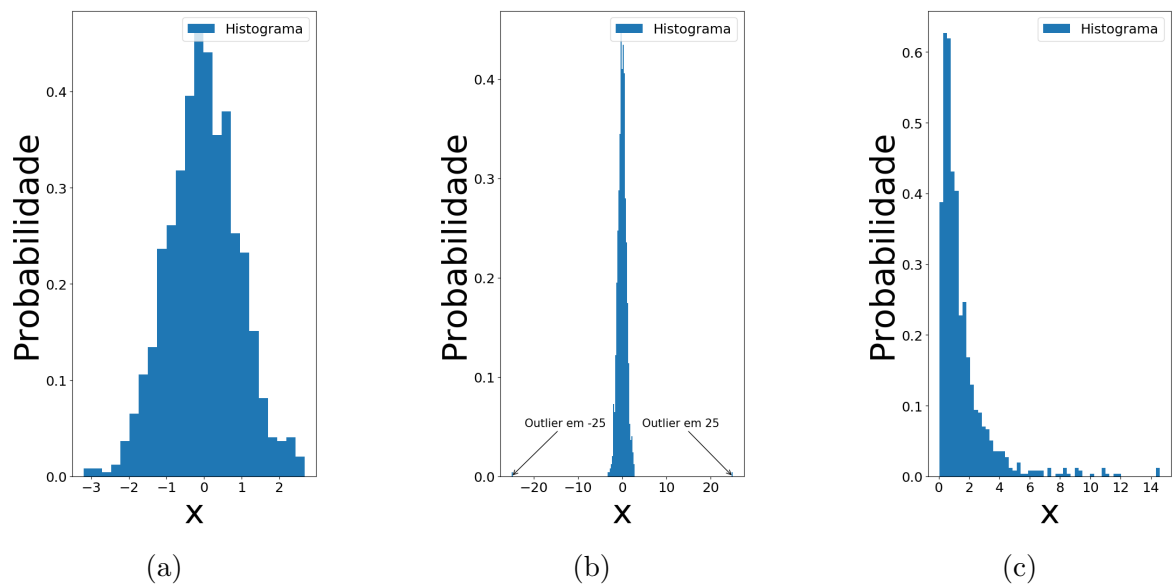 Histograma
Probabilidade
0.4
0.3
0.2
0.1
0.0
−3 −2 −1 0 1 2
x
(a)
Histograma
Probabilidade
0.4
0.3
0.2
0.1
0.0
Outlier em -25
Outlier em 25
−20 −10 0 10 20
x
(b)
Histograma
Probabilidade
0.6
0.5
0.4
0.3
0.2
0.1
0.0
0 2 4 6 8 10 12 14
x
(c)